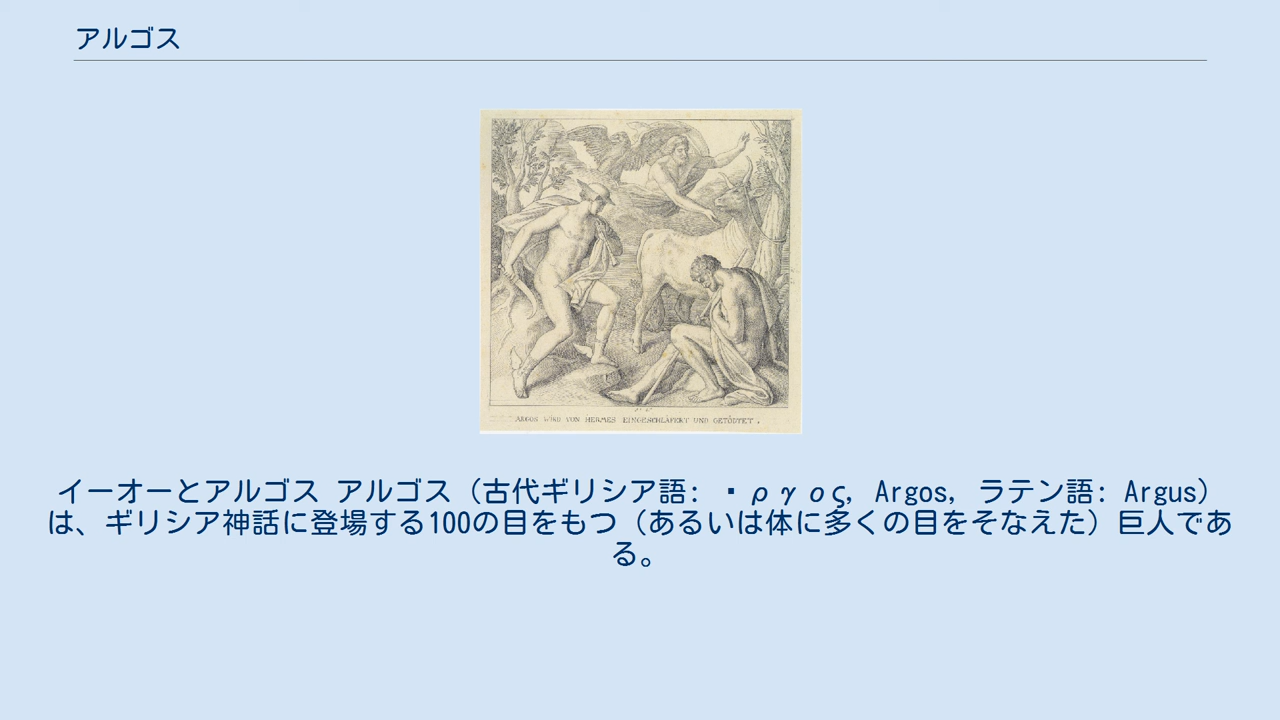 アルゴス
ARGOS WIRD VON HERMES EINGESCHLÄFERT UND GETÖDTET.
イーオーとアルゴス アルゴス（古代ギリシア語: ▪ργος, Argos, ラテン語: Argus）
は、ギリシア神話に登場する100の目をもつ（あるいは体に多くの目をそなえた）巨人であ
る。